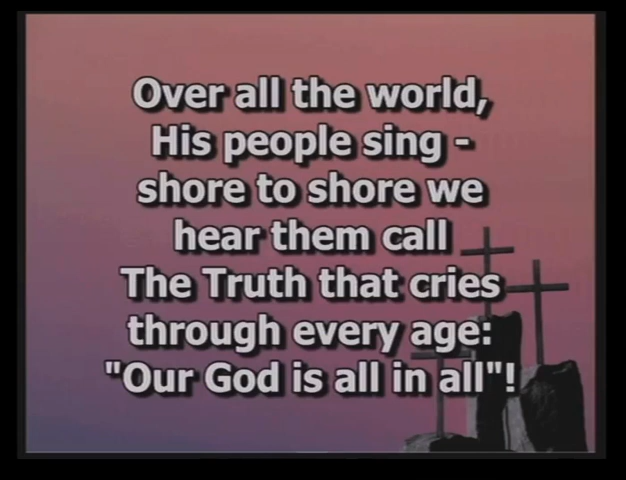 Over all the world,
His people sing -
shore to shore we
hear them call
The Truth that cries
through every age:
"Our God is all in all"!